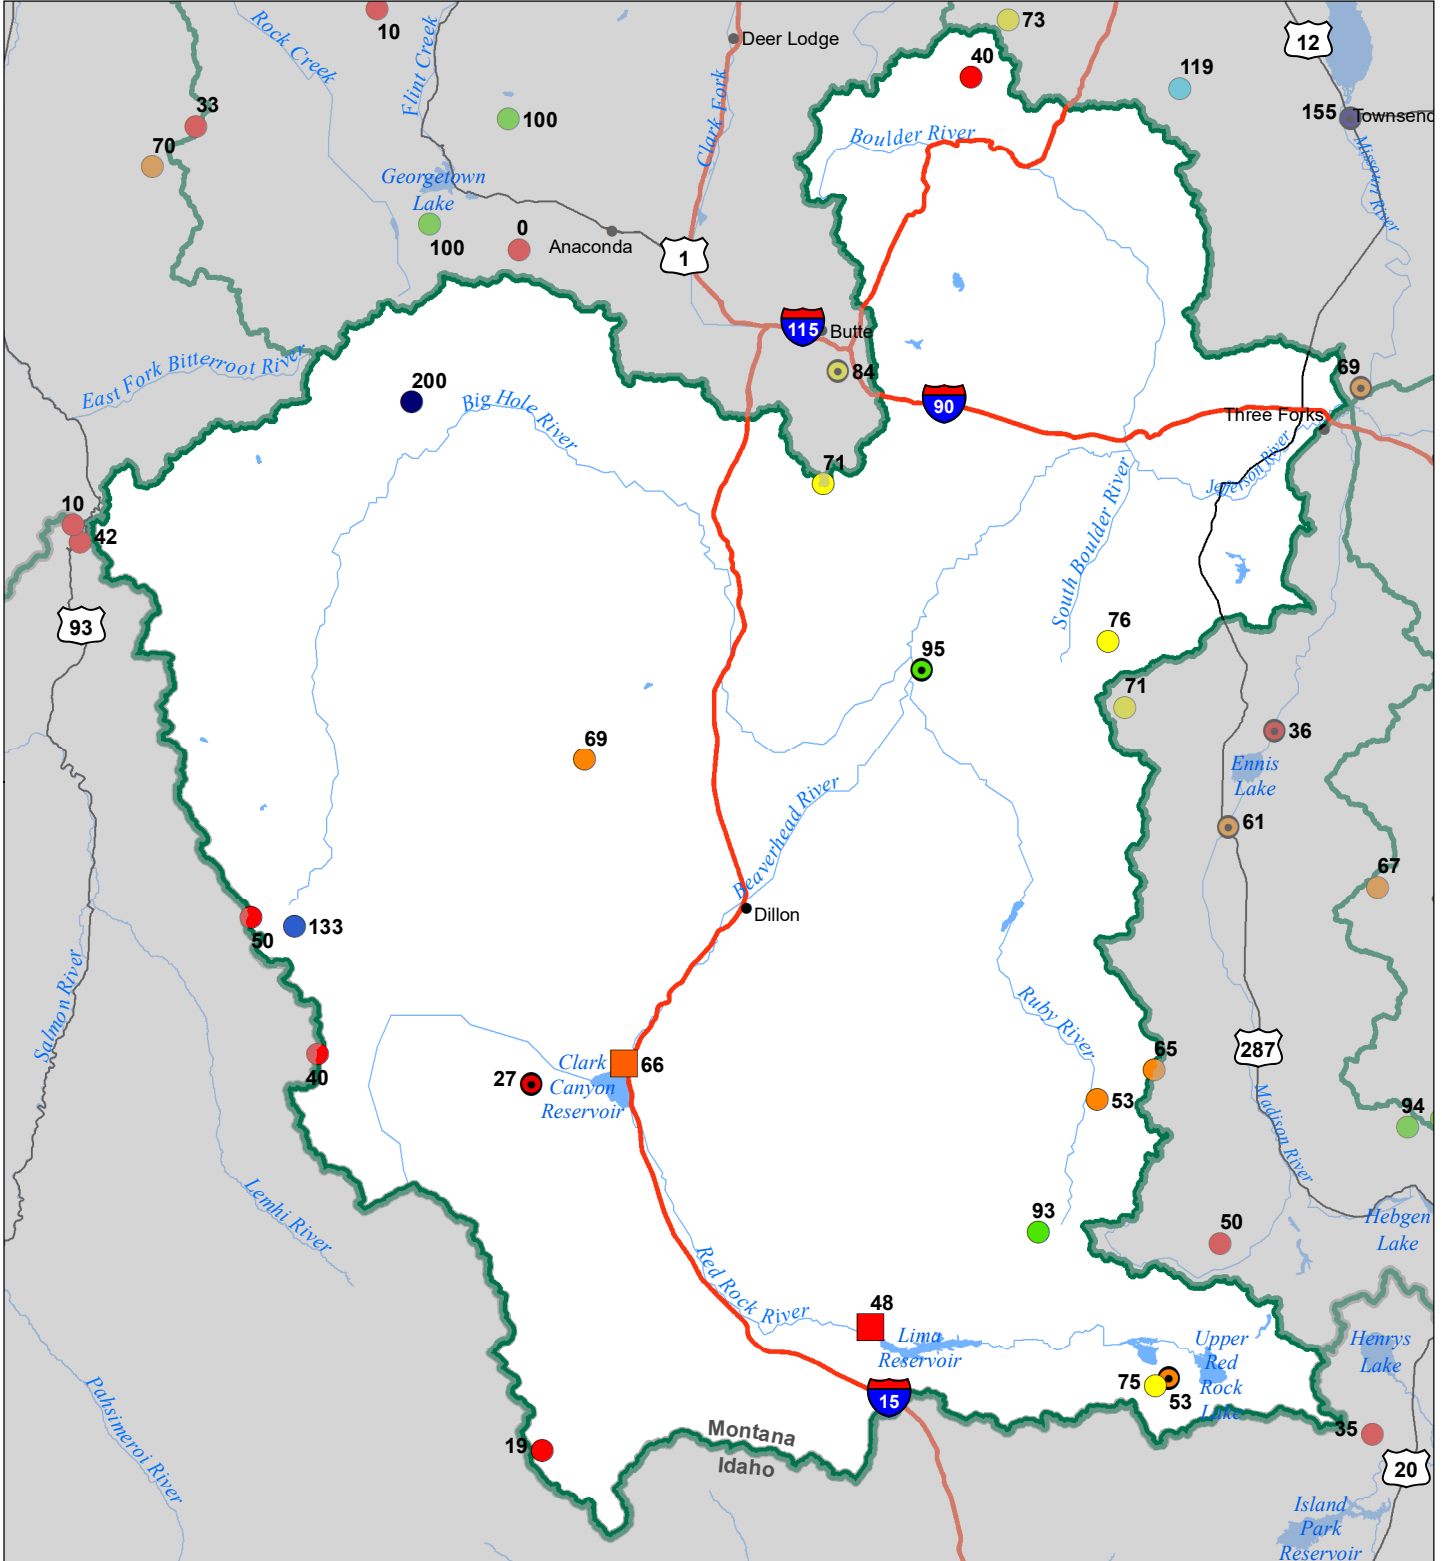 10
Rock Creek
Flint Creek
Deer Lodge
73
12
40
119
33
100
155
Townsend
Clark Fork
Boulder River
70
Missouri River
Georgetown
Lake
100
0
Anaconda
1
115
Butte
84
East Fork Bitterroot River
200
Big Hole River
90
69
Three Forks
Jefferson River
71
South Boulder River
10
42
93
76
95
71
36
69
Ennis
Lake
61
Beaverhead River
67
Dillon
50
133
Salmon River
Ruby River
287
65
40
27
Clark
Canyon
Reservoir
66
53
Madison River
94
Lemhi River
93
50
Hebgen
Lake
Red Rock River
48
Lima
Reservoir
Upper
Red
Rock
Lake
Henrys
Lake
75
53
15
Pahsimeroi River
19
Montana
Idaho
35
20
Island
Park
Reservoir